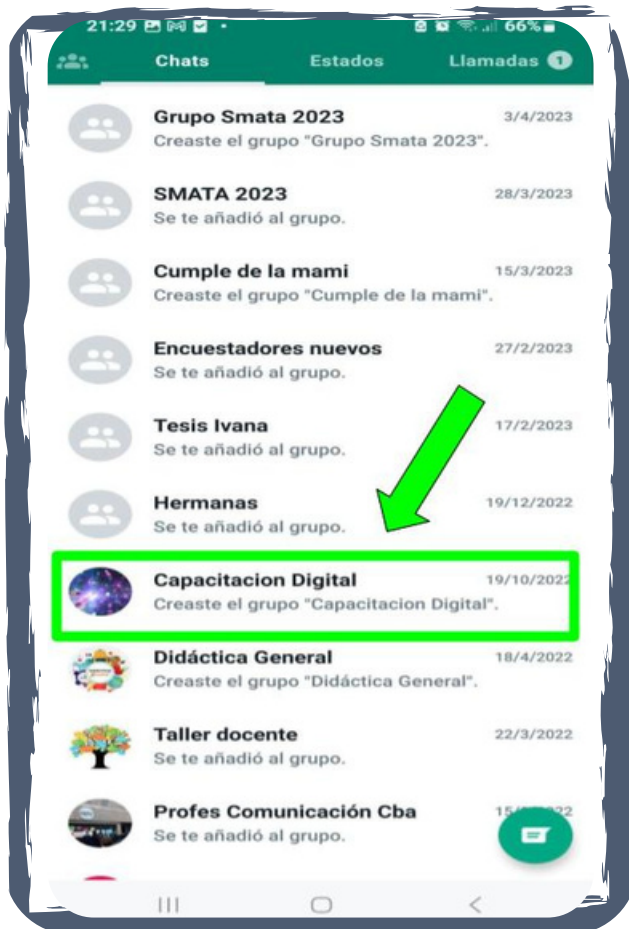 21:29 66%
Chats Estados Llamadas 1
Grupo Smata 2023 3/4/2023
Creaste el grupo "Grupo Smata 2023".
SMATA 2023 28/3/2023
Se te añadió al grupo.
Cumple de la mami 15/3/2023
Creaste el grupo "Cumple de la mami".
Encuestadores nuevos 27/2/2023
Se te añadió al grupo.
Tesis Ivana 17/2/2023
Se te añadió al grupo.
Hermanas 19/12/2022
Se te añadió al grupo.
Capacitacion Digital 19/10/2022
Creaste el grupo "Capacitacion Digital".
Didáctica General 18/4/2022
Creaste el grupo "Didáctica General".
Taller docente 22/3/2022
Se te añadió al grupo.
Profes Comunicación Cba
Se te añadió al grupo.